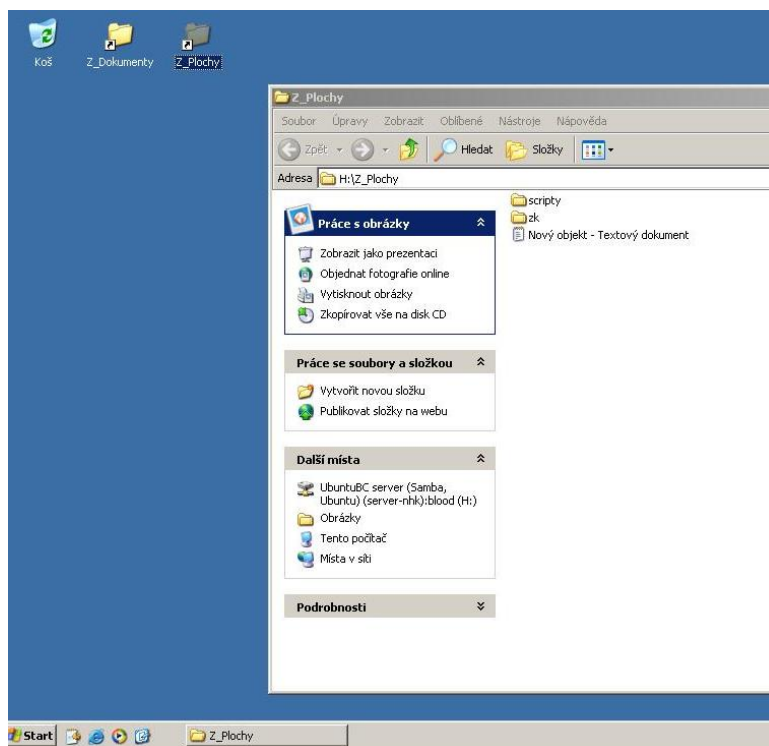 Koš
Z_Dokumenty
Z_Plochy
Z_Plochy
Soubor Úpravy Zobrazit Oblíbené Nástroje Nápověda
Zpět Hledat Složky
Adresa H:\Z_Plochy
Práce s obrázky
Zobrazit jako prezentaci
Objednat fotografie online
Vytisknout obrázky
Zkopírovat vše na disk CD
Práce se soubory a složkou
Vytvořit novou složku
Publikovat složky na webu
Další místa
UbuntuBC server (Samba,
Ubuntu) (server-nhk):blood (H:)
Obrázky
Tento počítač
Místa v síti
Podrobnosti
scripty
zk
Nový objekt - Textový dokument
Start Z_Plochy